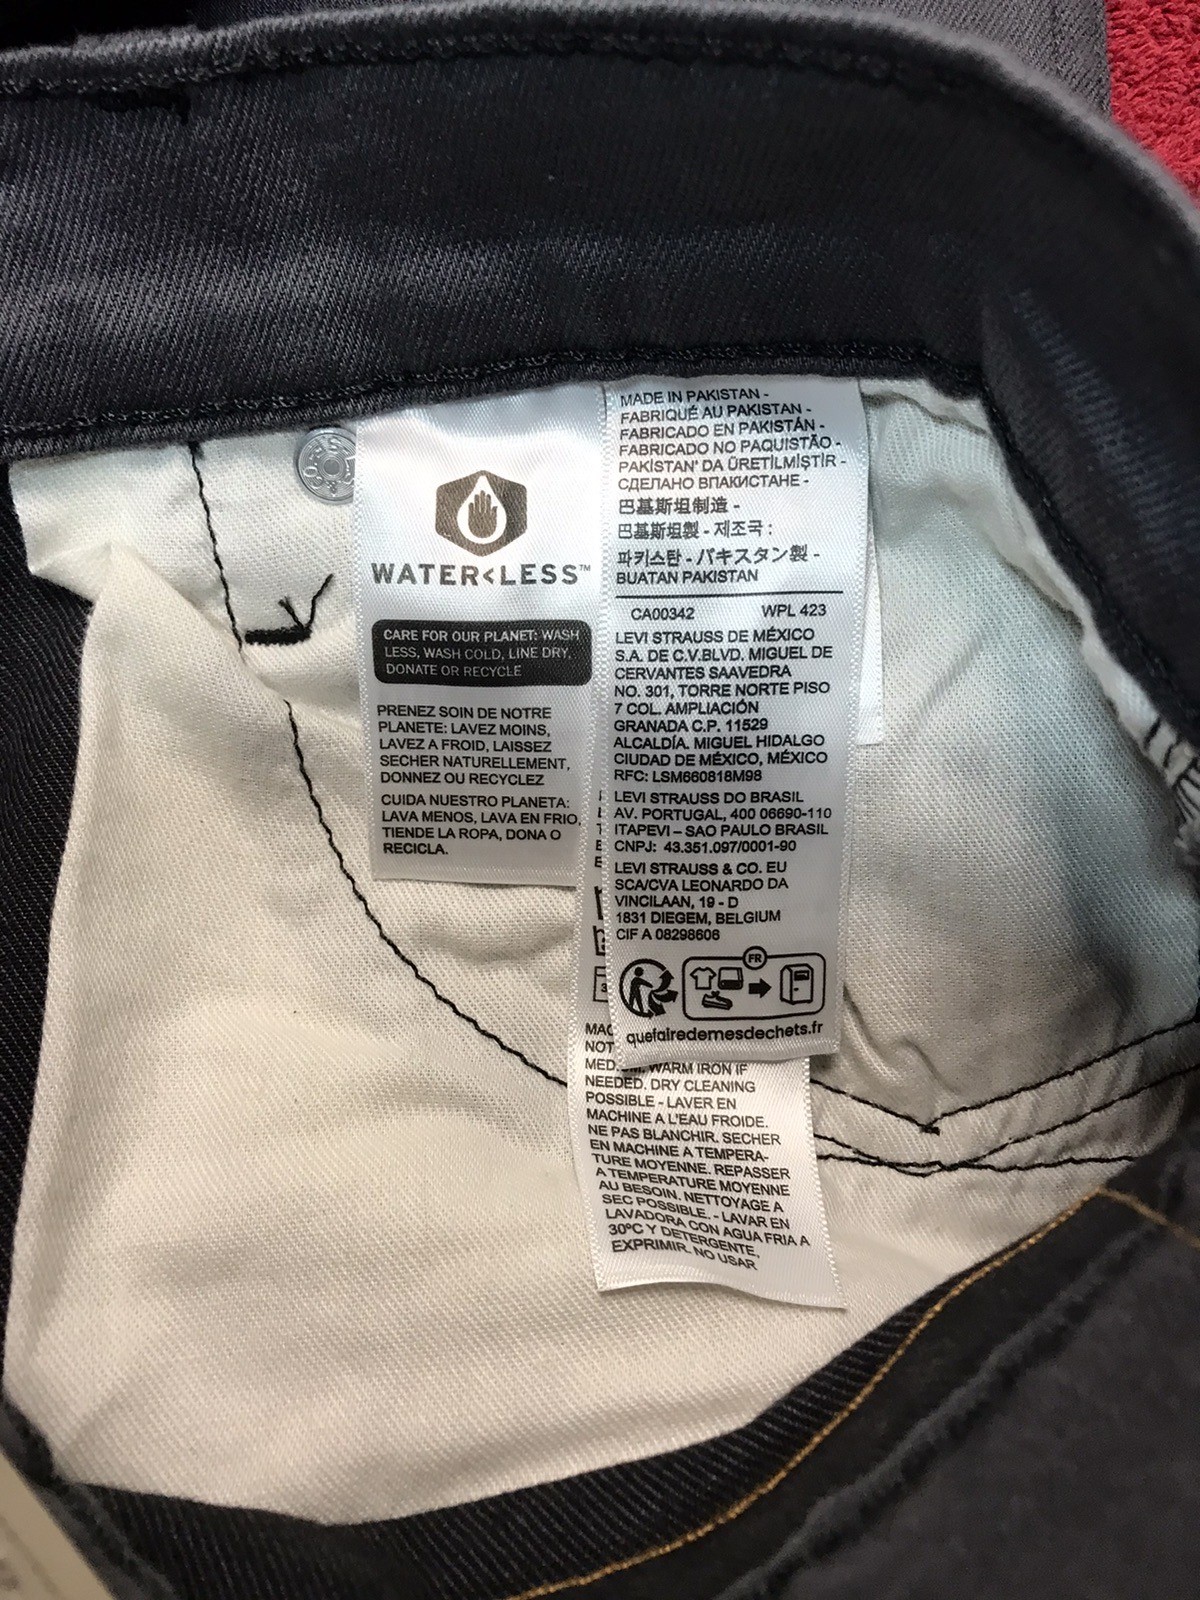 WATER<LESS™
CARE FOR OUR PLANET: WASH
LESS, WASH COLD, LINE DRY,
DONATE OR RECYCLE
PRENEZ SOIN DE NOTRE
PLANETE: LAVEZ MOINS,
LAVEZ A FROID, LAISSEZ
SECHER NATURELLEMENT,
DONNEZ OU RECYCLEZ
CUIDA NUESTRO PLANETA:
LAVA MENOS, LAVA EN FRIO,
TIENDE LA ROPA, DONA O
RECICLA.
MADE IN PAKISTAN -
FABRIQUÉ AU PAKISTAN -
FABRICADO EN PAKISTÁN -
FABRICADO NO PAQUISTÃO -
PAKİSTAN' DA ÜRETİLMİŞTİR -
СДЕЛАНО ВПАКИСТАНЕ -
巴基斯坦制造 -
巴基斯坦製 - 제조국 :
파키스탄 - パキスタン製 -
BUATAN PAKISTAN
CA00342 WPL 423
LEVI STRAUSS DE MÉXICO
S.A. DE C.V.BLVD. MIGUEL DE
CERVANTES SAAVEDRA
NO. 301, TORRE NORTE PISO
7 COL. AMPLIACIÓN
GRANADA C.P. 11529
ALCALDÍA. MIGUEL HIDALGO
CIUDAD DE MÉXICO, MÉXICO
RFC: LSM660818M98
LEVI STRAUSS DO BRASIL
AV. PORTUGAL, 400 06690-110
ITAPEVI – SAO PAULO BRASIL
CNPJ: 43.351.097/0001-90
LEVI STRAUSS & CO. EU
SCA/CVA LEONARDO DA
VINCILAAN, 19 - D
1831 DIEGEM, BELGIUM
CIF A 08298606
FR
quefairedemesdechets.fr
NOT
WARM IRON IF
NEEDED. DRY CLEANING
POSSIBLE - LAVER EN
MACHINE A L'EAU FROIDE.
NE PAS BLANCHIR. SECHER
EN MACHINE A TEMPERA-
TURE MOYENNE. REPASSER
A TEMPERATURE MOYENNE
AU BESOIN. NETTOYAGE A
SEC POSSIBLE. - LAVAR EN
LAVADORA CON AGUA FRIA A
30ºC Y DETERGENTE,
EXPRIMIR. NO USAR